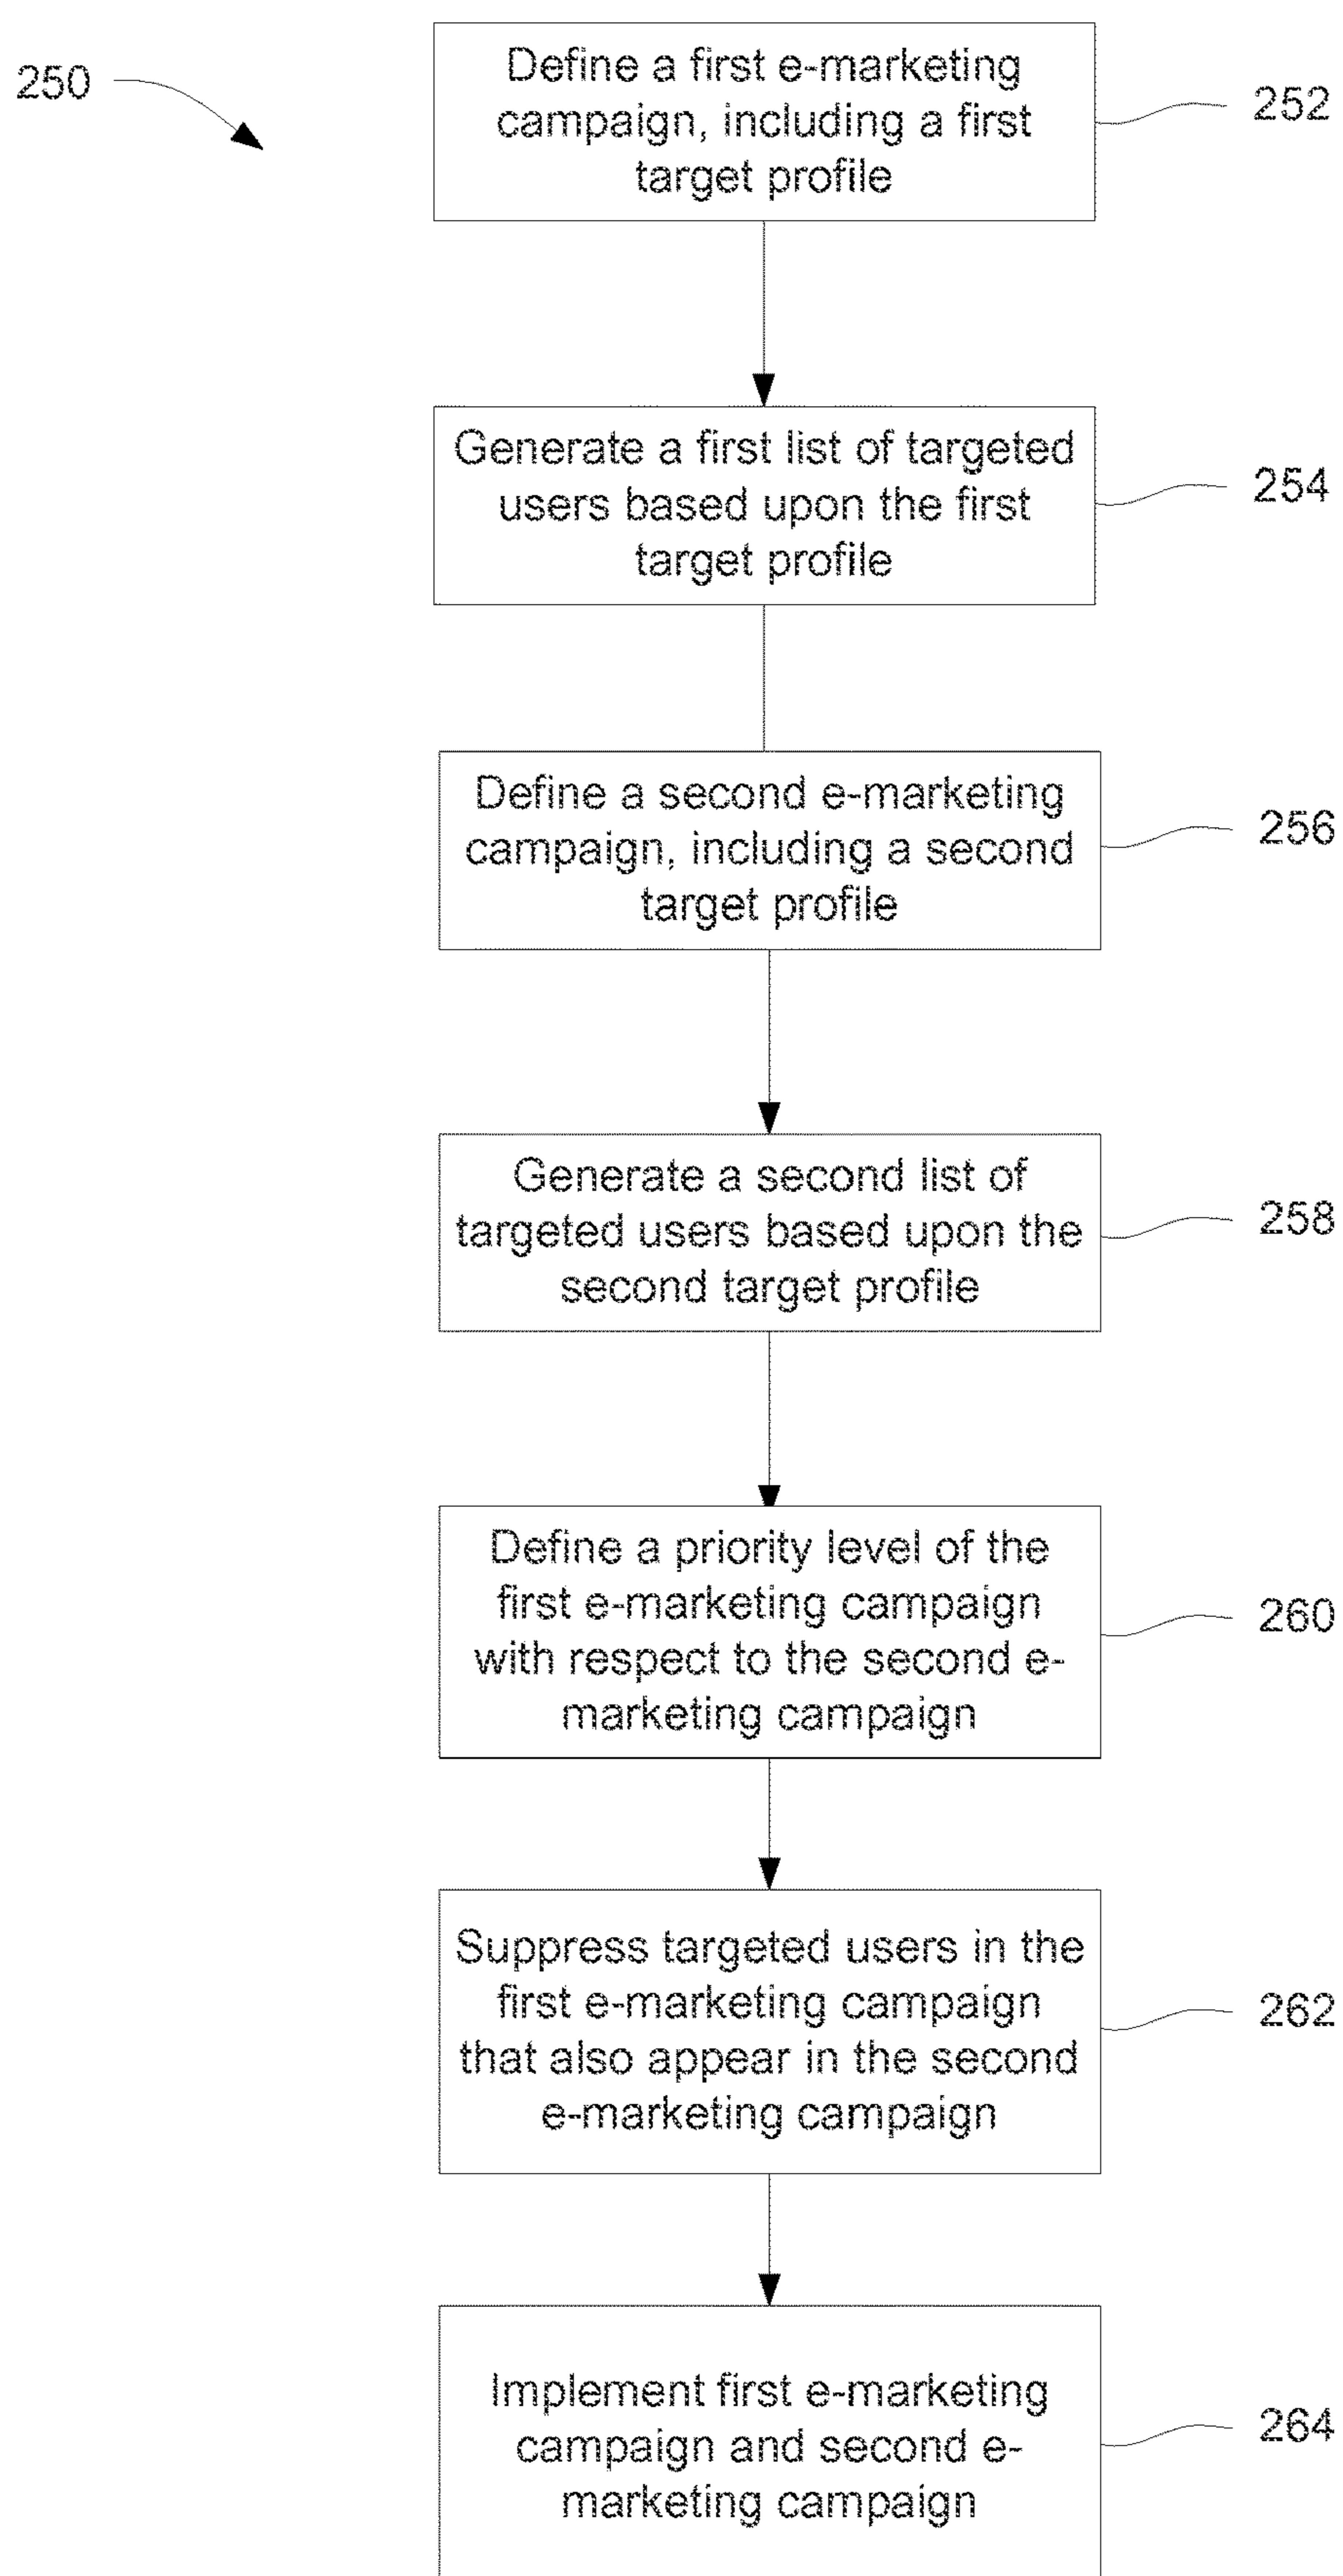 250
Define a first e-marketing
campaign, including a first
target profile
252
Generate a first list of targeted
users based upon the first
target profile
254
Define a second e-marketing
campaign, including a second
target profile
256
Generate a second list of
targeted users based upon the
second target profile
258
Define a priority level of the
first e-marketing campaign
with respect to the second e-
marketing campaign
260
Suppress targeted users in the
first e-marketing campaign
that also appear in the second
e-marketing campaign
262
Implement first e-marketing
campaign and second e-
marketing campaign
264